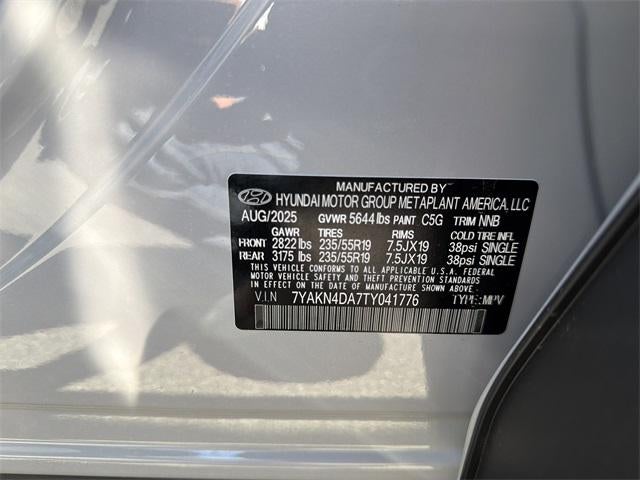 MANUFACTURED BY
HYUNDAI MOTOR GROUP METAPLANT AMERICA, LLC
AUG/2025 GVWR 5644 lbs PAINT C5G TRIM NNB
GAWR TIRES RIMS COLD TIRE INFL
FRONT 2822 lbs 235/55R19 7.5JX19 38psi SINGLE
REAR 3175 lbs 235/55R19 7.5JX19 38psi SINGLE
THIS VEHICLE CONFORMS TO ALL APPLICABLE U.S.A. FEDERAL
MOTOR VEHICLE SAFETY AND THEFT PREVENTION STANDARDS
IN EFFECT ON THE DATE OF MANUFACTURE SHOWN ABOVE.
V.I.N 7YAKN4DA7TY041776 TYPE:MPV